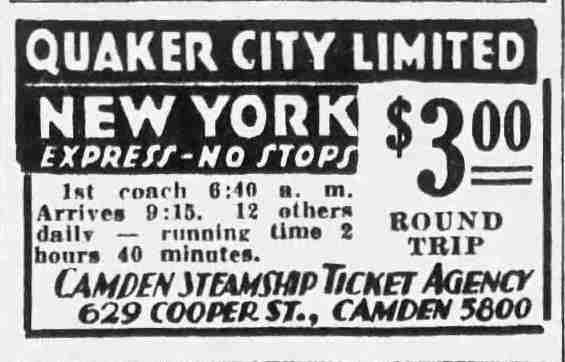 QUAKER CITY LIMITED
NEW YORK
EXPRESS-NO STOPS
$3.00
ROUND
TRIP
1st coach 6:40 a. m.
Arrives 9:15. 12 others
daily — running time 2
hours 40 minutes.
CAMDEN STEAMSHIP TICKET AGENCY
629 COOPER ST., CAMDEN 5800